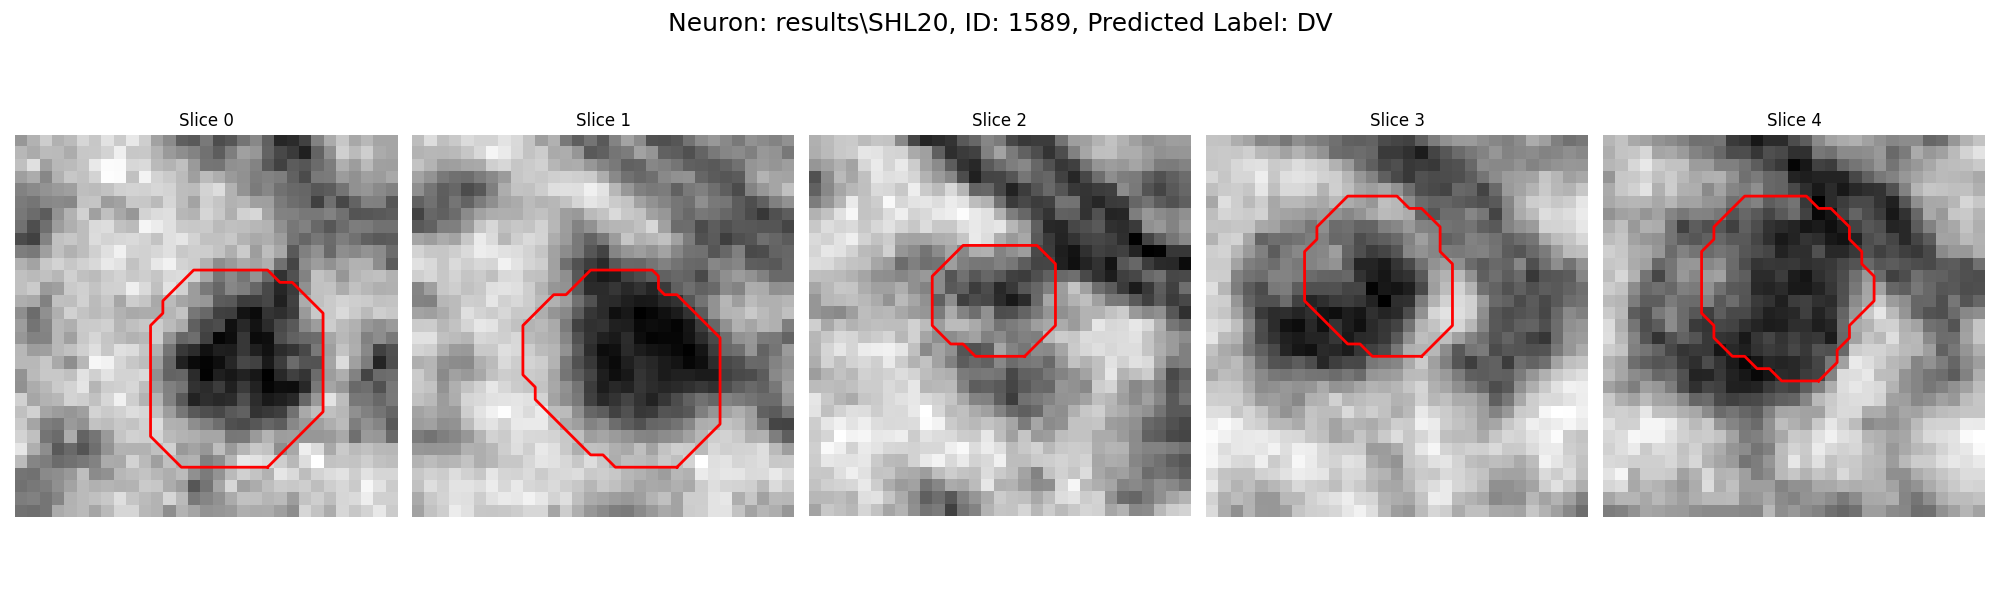 Neuron: results\SHL20, ID: 1589, Predicted Label: DV
Slice 0
Slice 1
Slice 2
Slice 3
Slice 4